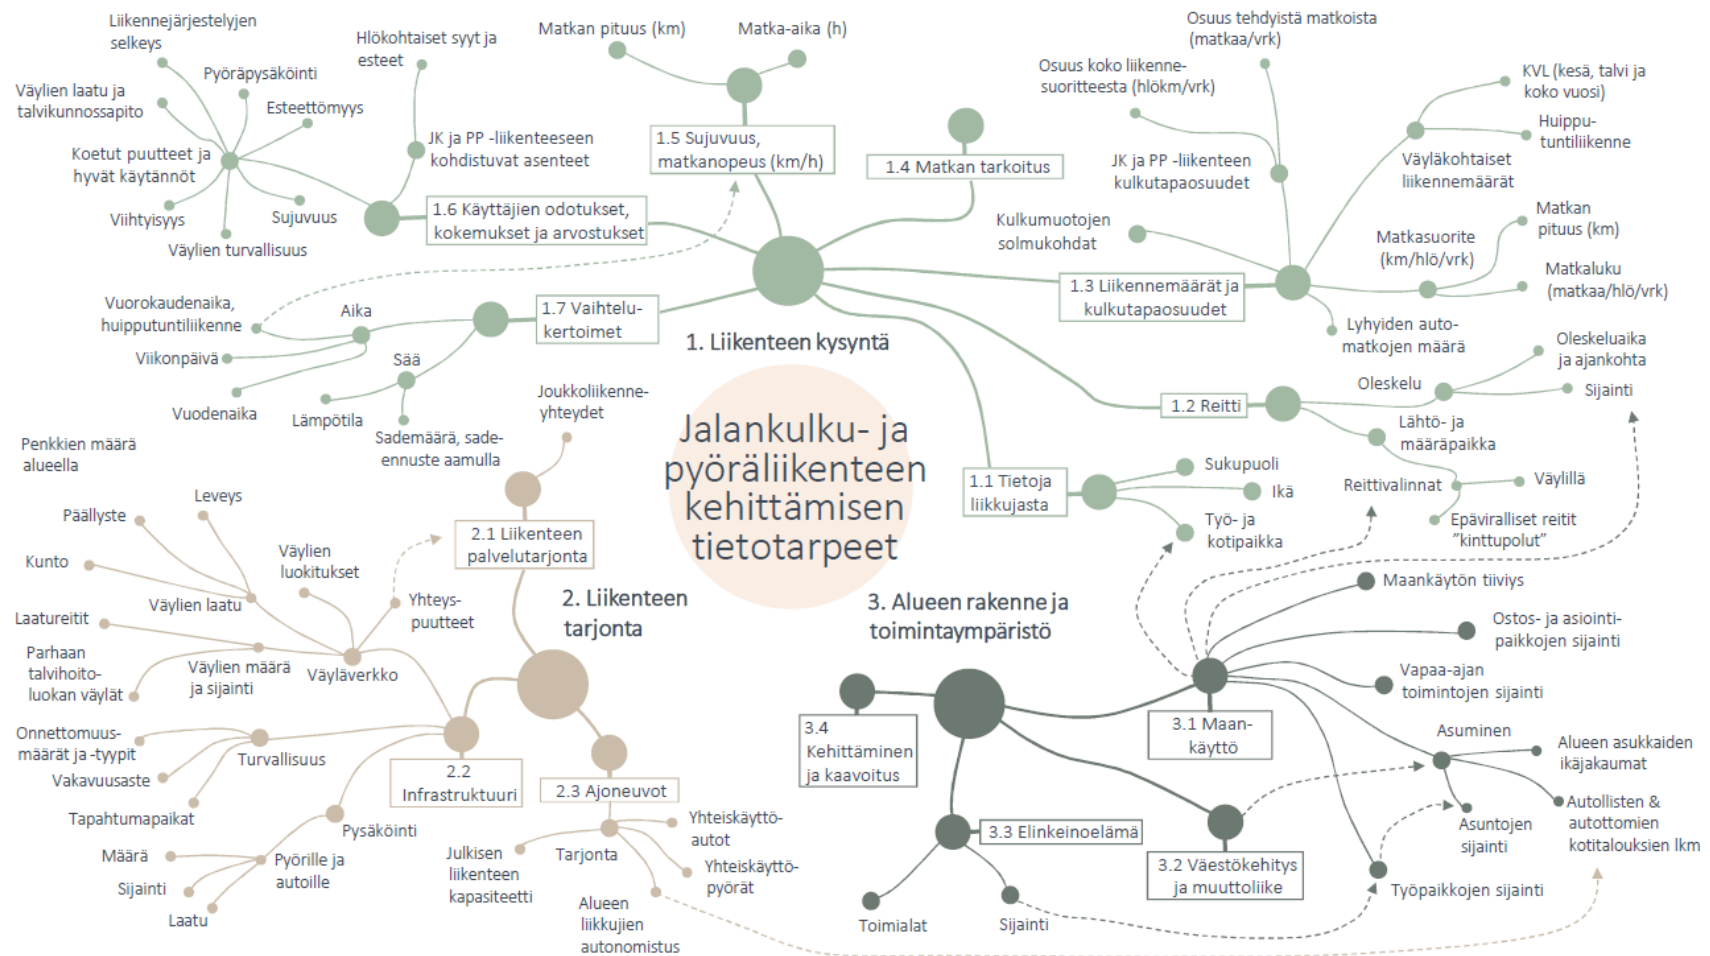 Jalankulku- ja
pyöräliikenteen
kehittämisen
tietotarpeet
1. Liikenteen kysyntä
1.1 Tietoja
liikkujasta
Sukupuoli
Ikä
Työ- ja
kotipaikka
1.2 Reitti
Oleskelu
Oleskeluaika
ja ajankohta
Sijainti
Lähtö- ja
määräpaikka
Reittivalinnat
Väylillä
Epäviralliset reitit
”kinttupolut”
1.3 Liikennemäärät ja
kulkutapaosuudet
Kulkumuotojen
solmukohdat
JK ja PP -liikenteen
kulkutapaosuudet
Osuus koko liikenne-
suoritteesta (hlökm/vrk)
Osuus tehdyistä matkoista
(matkaa/vrk)
Väyläkohtaiset
liikennemäärät
KVL (kesä, talvi ja
koko vuosi)
Huippu-
tuntiliikenne
Matkasuorite
(km/hlö/vrk)
Matkan
pituus (km)
Matkaluku
(matkaa/hlö/vrk)
Lyhyiden auto-
matkojen määrä
1.4 Matkan tarkoitus
1.5 Sujuvuus,
matkanopeus (km/h)
Matkan pituus (km)
Matka-aika (h)
1.6 Käyttäjien odotukset,
kokemukset ja arvostukset
JK ja PP -liikenteeseen
kohdistuvat asenteet
Hlökohtaiset syyt ja
esteet
Koetut puutteet ja
hyvät käytännöt
Liikennejärjestelyjen
selkeys
Pyöräpysäköinti
Väylien laatu ja
talvikunnossapito
Esteettömyys
Viihtyisyys
Sujuvuus
Väylien turvallisuus
1.7 Vaihtelu-
kertoimet
Aika
Vuorokaudenaika,
huipputuntiliikenne
Viikonpäivä
Vuodenaika
Sää
Lämpötila
Sademäärä, sade-
ennuste aamulla
2. Liikenteen
tarjonta
2.1 Liikenteen
palvelutarjonta
Joukkoliikenne-
yhteydet
2.2
Infrastruktuuri
Penkkien määrä
alueella
Leveys
Päällyste
Kunto
Väylien laatu
Väylien
luokitukset
Yhteys-
puutteet
Väyläverkko
Laatureitit
Parhaan
talvihoito-
luokan väylät
Väylien määrä
ja sijainti
Turvallisuus
Onnettomuus-
määrät ja -tyypit
Vakavuusaste
Tapahtumapaikat
Pysäköinti
Pyörille ja
autoille
Määrä
Sijainti
Laatu
2.3 Ajoneuvot
Tarjonta
Julkisen
liikenteen
kapasiteetti
Yhteiskäyttö-
autot
Yhteiskäyttö-
pyörät
Alueen
liikkujien
autonomistus
3. Alueen rakenne ja
toimintaympäristö
3.1 Maan-
käyttö
Maankäytön tiiviys
Ostos- ja asiointi-
paikkojen sijainti
Vapaa-ajan
toimintojen sijainti
Asuminen
Alueen asukkaiden
ikäjakaumat
Autollisten &
autottomien
kotitalouksien lkm
Asuntojen
sijainti
Työpaikkojen sijainti
3.2 Väestökehitys
ja muuttoliike
3.3 Elinkeinoelämä
Toimialat
Sijainti
3.4
Kehittäminen
ja kaavoitus